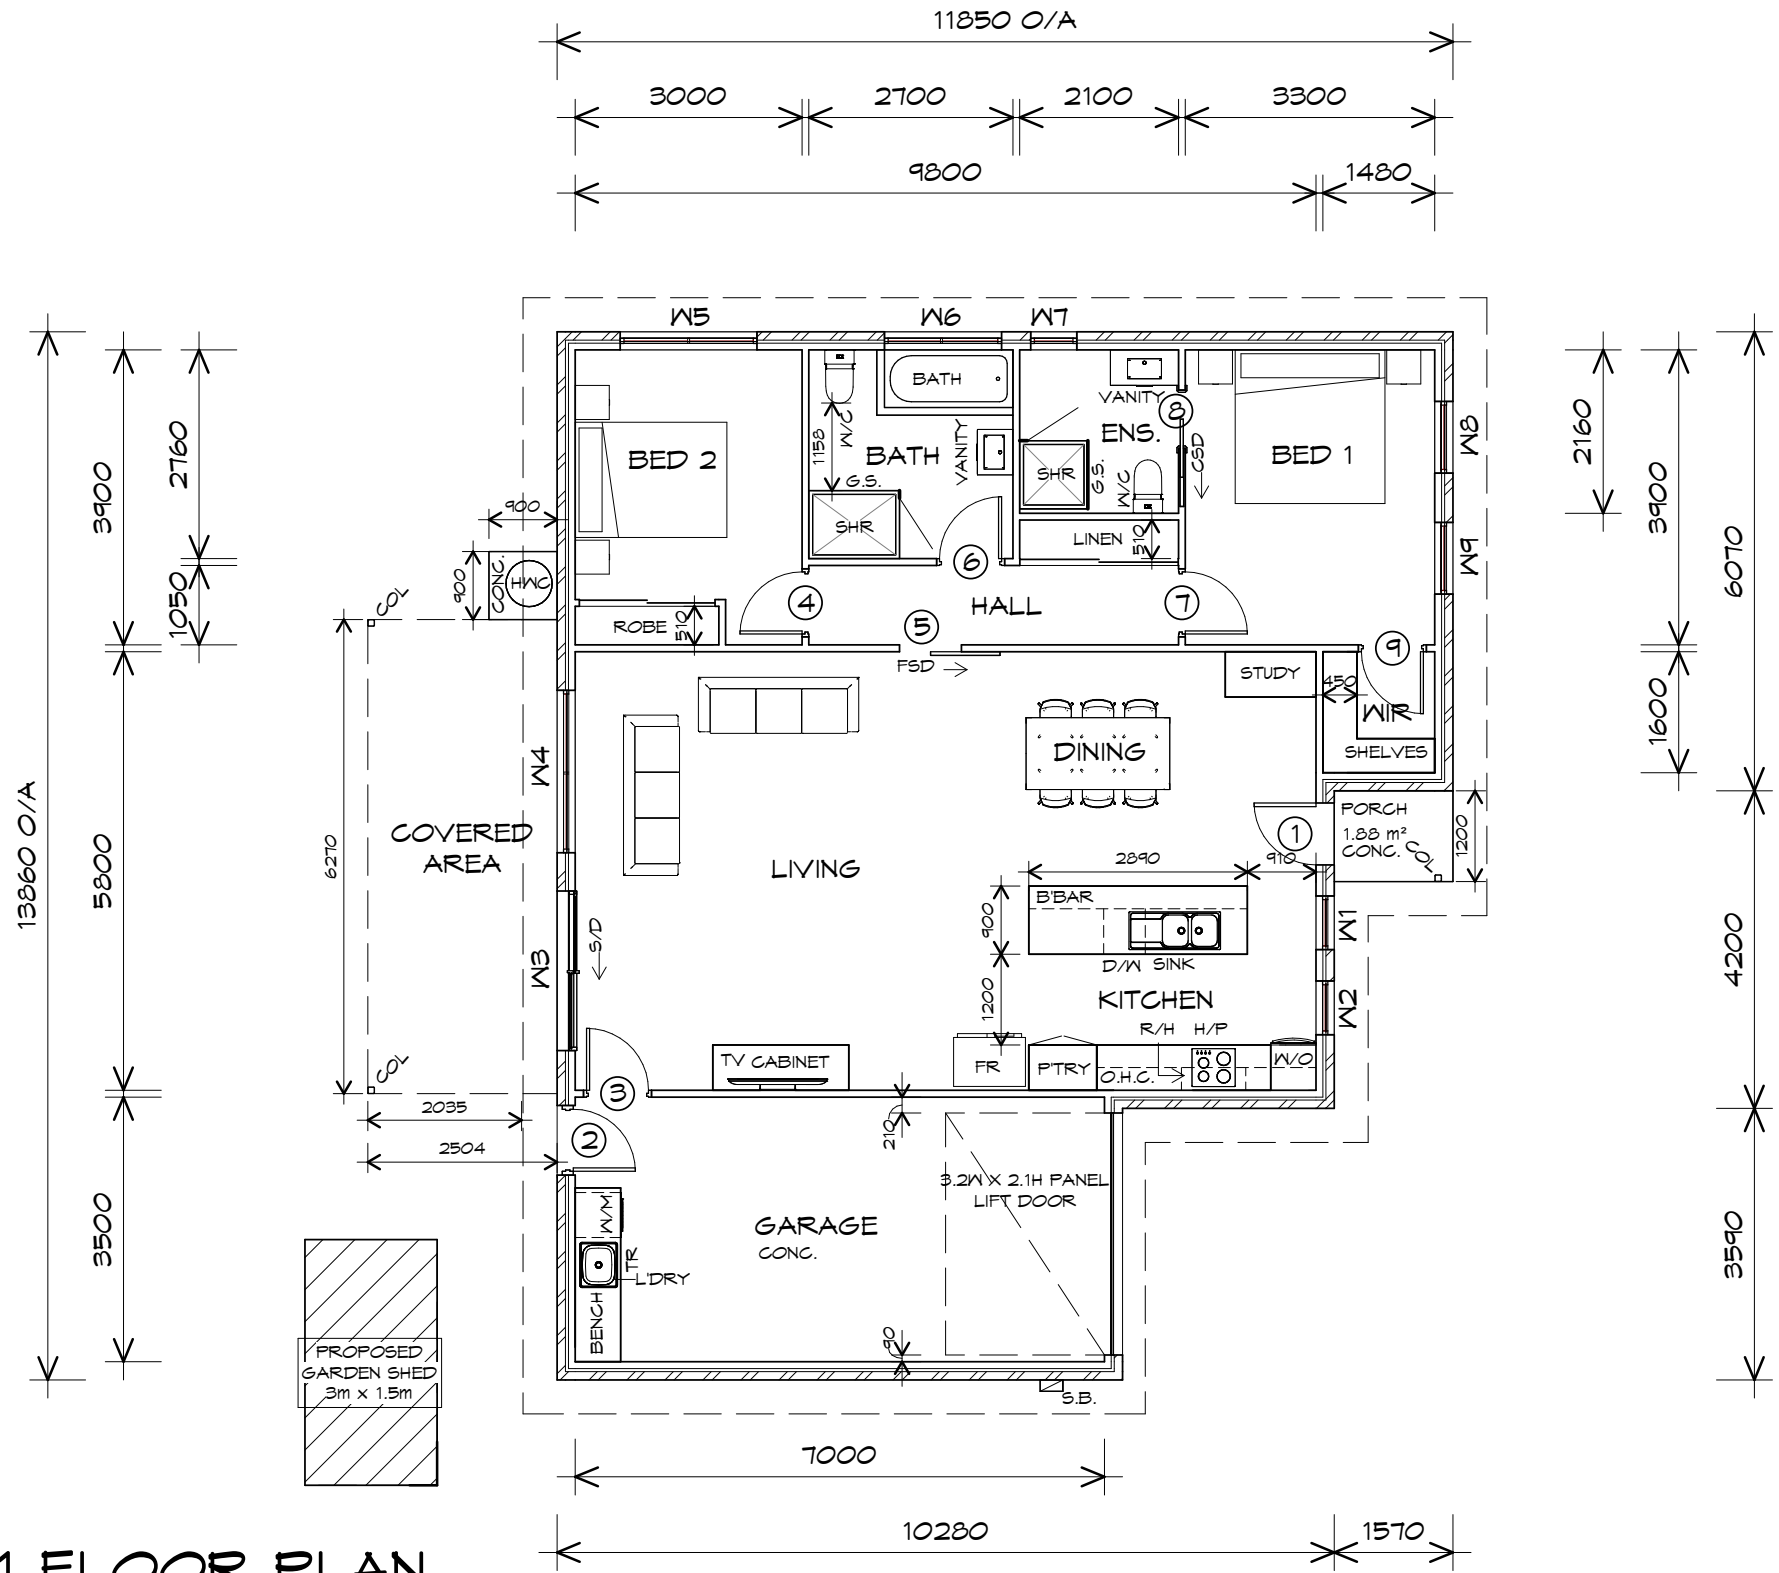 11850 O/A
3000 2700 2100 3300
9800 1480
W5 W6 W7
BATH
VANITY
8
W/C
1158
ENS.
BED 2
BATH
VANITY
BED 1
W8
CSD
G.S.
SHR
G.S.
W/C
SHR
LINEN
510
W9
3900
2760
1050
900
900
CONC.
HWC
2160
3900
6070
6
4
HALL
7
ROBE
510
5
9
FSD
STUDY
450
WIR
SHELVES
1600
COL
DINING
W4
13860 O/A
5800
6270
COVERED
AREA
LIVING
1
PORCH
1.88 m²
CONC.
COL
1200
2890
910
B'BAR
900
S/D
W3
D/W SINK
W1
4200
KITCHEN
1200
W2
R/H H/P
TV CABINET
FR
P'TRY
O.H.C.
W/O
COL
3
2035
2
210
2504
3500
3.2W X 2.1H PANEL
LIFT DOOR
W/M
GARAGE
CONC.
TR
L'DRY
BENCH
3590
90
PROPOSED
GARDEN SHED
3m x 1.5m
S.B.
7000
10280 1570
FLOOR PLAN